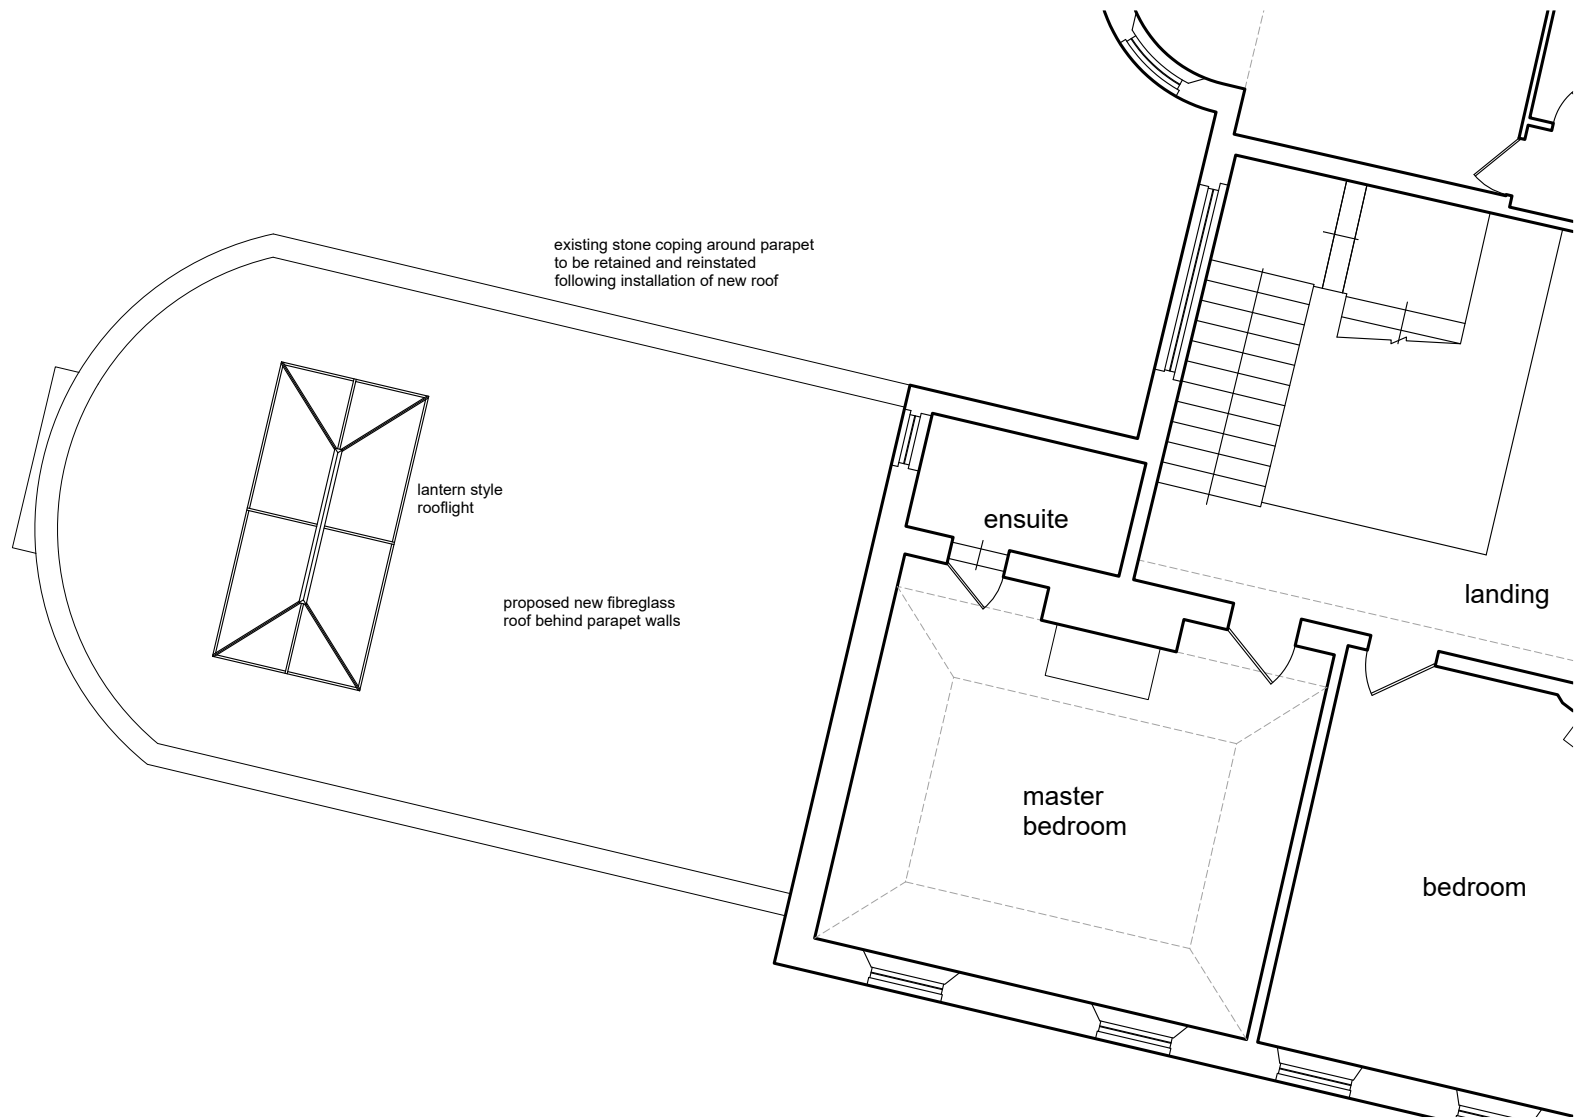 existing stone coping around parapet
to be retained and reinstated
following installation of new roof
lantern style
rooflight
ensuite
proposed new fibreglass
roof behind parapet walls
landing
master
bedroom
bedroom